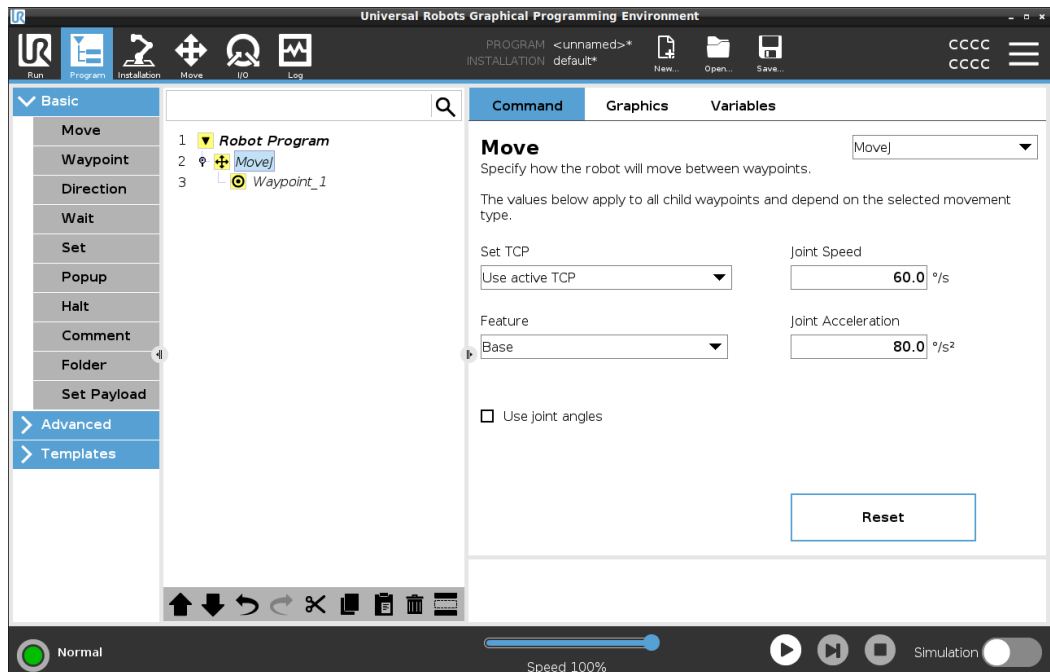 Universal Robots Graphical Programming Environment
UR
Run
Program
Installation
Move
I/O
Log
PROGRAM <unnamed>*
INSTALLATION default*
New...
Open...
Save...
cccc
cccc
Basic
Move
Waypoint
Direction
Wait
Set
Popup
Halt
Comment
Folder
Set Payload
Advanced
Templates
1 Robot Program
2 MoveJ
3 Waypoint_1
Command Graphics Variables
Move
MoveJ
Specify how the robot will move between waypoints.
The values below apply to all child waypoints and depend on the selected movement
type.
Set TCP
Joint Speed
Use active TCP
60.0 °/s
Feature
Joint Acceleration
Base
80.0 °/s²
Use joint angles
Reset
Normal
Speed 100%
Simulation